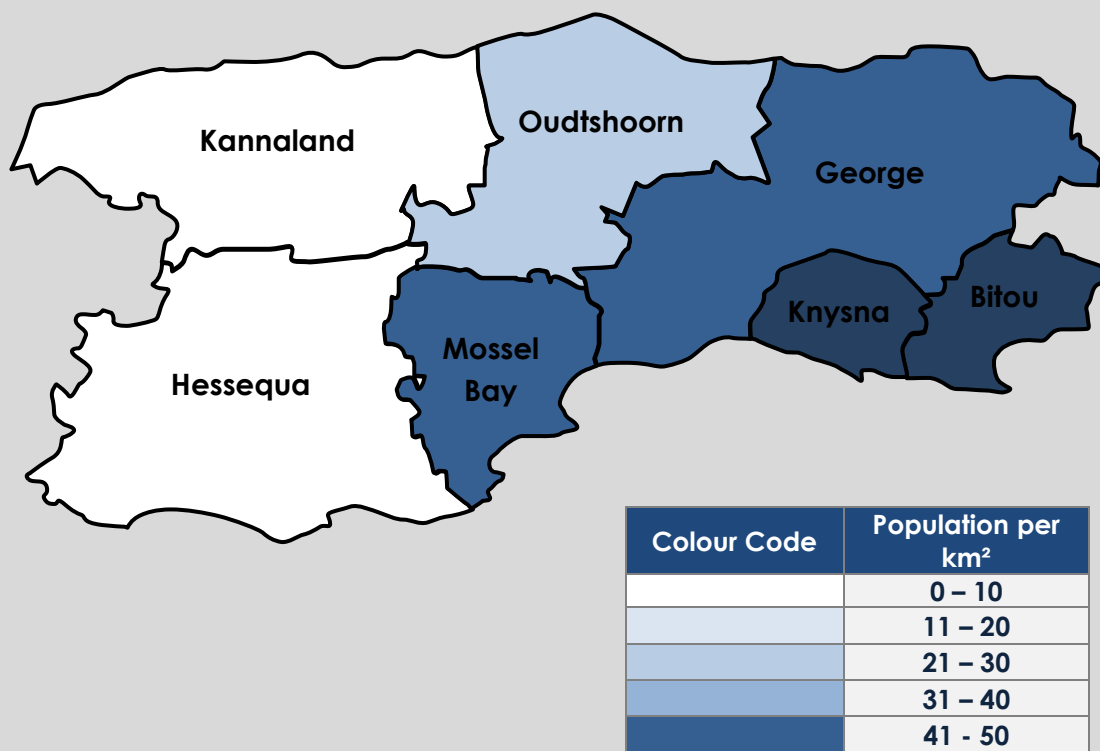 Oudtshoorn
Kannaland
George
Bitou
Knysna
Mossel
Bay
Hessequa
Colour Code
Population per
km²
0 – 10
11 – 20
21 – 30
31 – 40
41 - 50